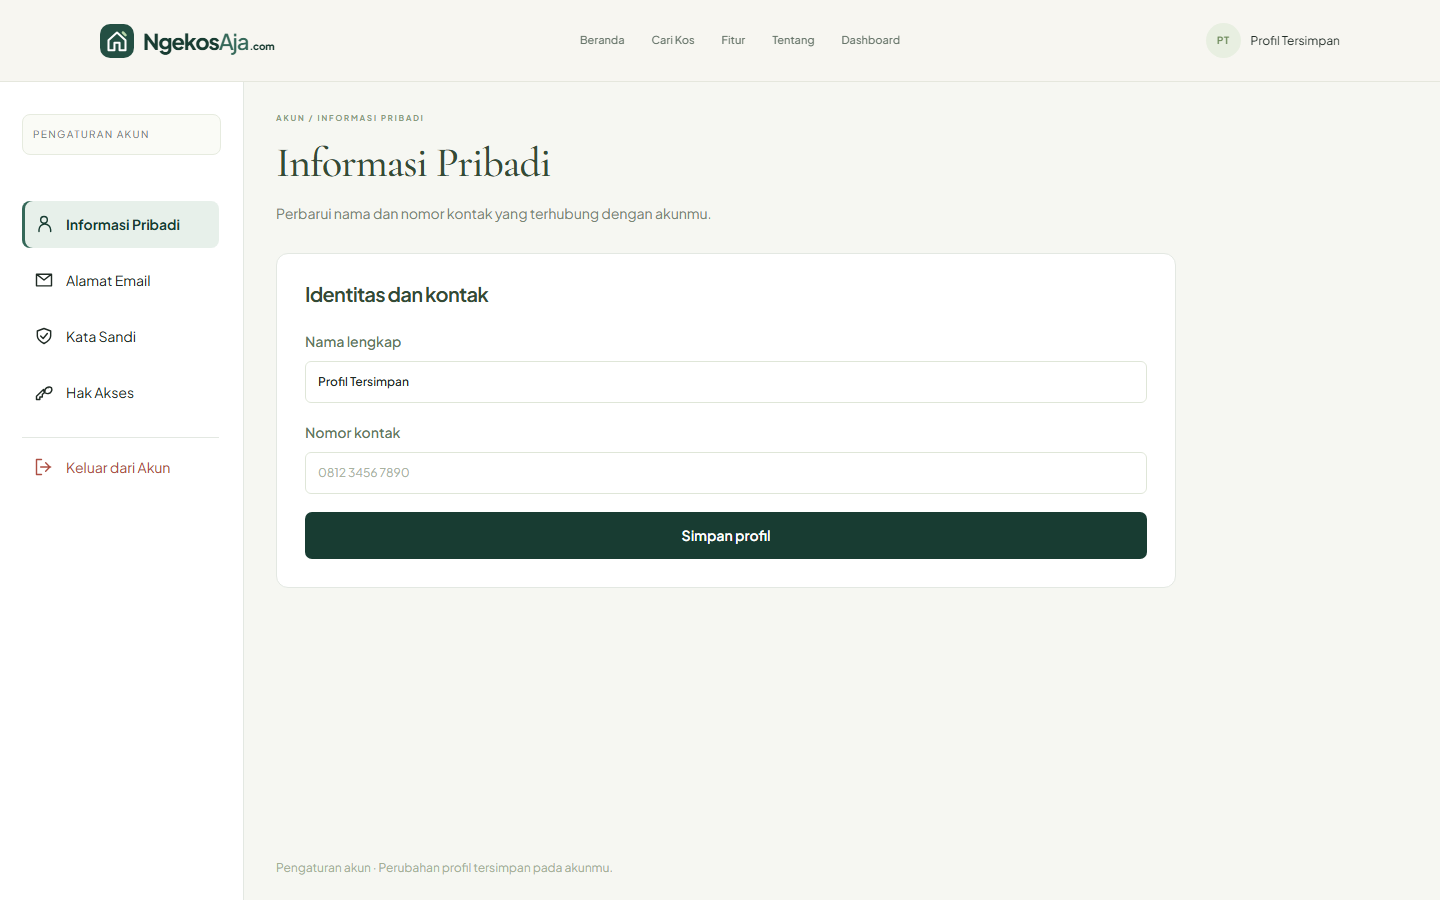 NgekosAja.com
Beranda
Cari Kos
Fitur
Tentang
Dashboard
PT
Profil Tersimpan
PENGATURAN AKUN
Informasi Pribadi
Alamat Email
Kata Sandi
Hak Akses
Keluar dari Akun
AKUN / INFORMASI PRIBADI
Informasi Pribadi
Perbarui nama dan nomor kontak yang terhubung dengan akunmu.
Identitas dan kontak
Nama lengkap
Profil Tersimpan
Nomor kontak
0812 3456 7890
Simpan profil
Pengaturan akun · Perubahan profil tersimpan pada akunmu.